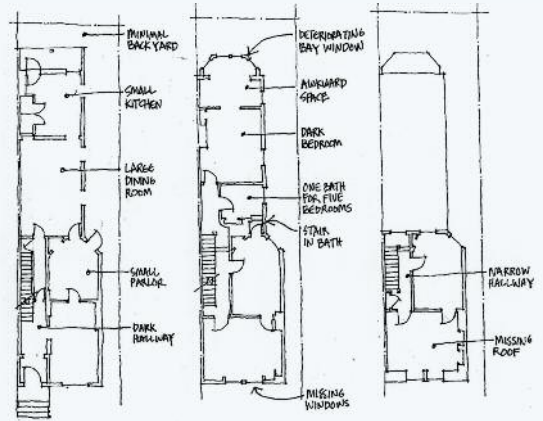 MINIMAL
BACKYARD
SMALL
KITCHEN
LARGE
DINING
ROOM
SMALL
PARLOR
DARK
HALLWAY
DETERIORATING
BAY WINDOW
AWKWARD
SPACE
DARK
BEDROOM
ONE BATH
FOR FIVE
BEDROOMS
STAIR
IN BATH
MISSING
WINDOWS
NARROW
HALLWAY
MISSING
ROOF